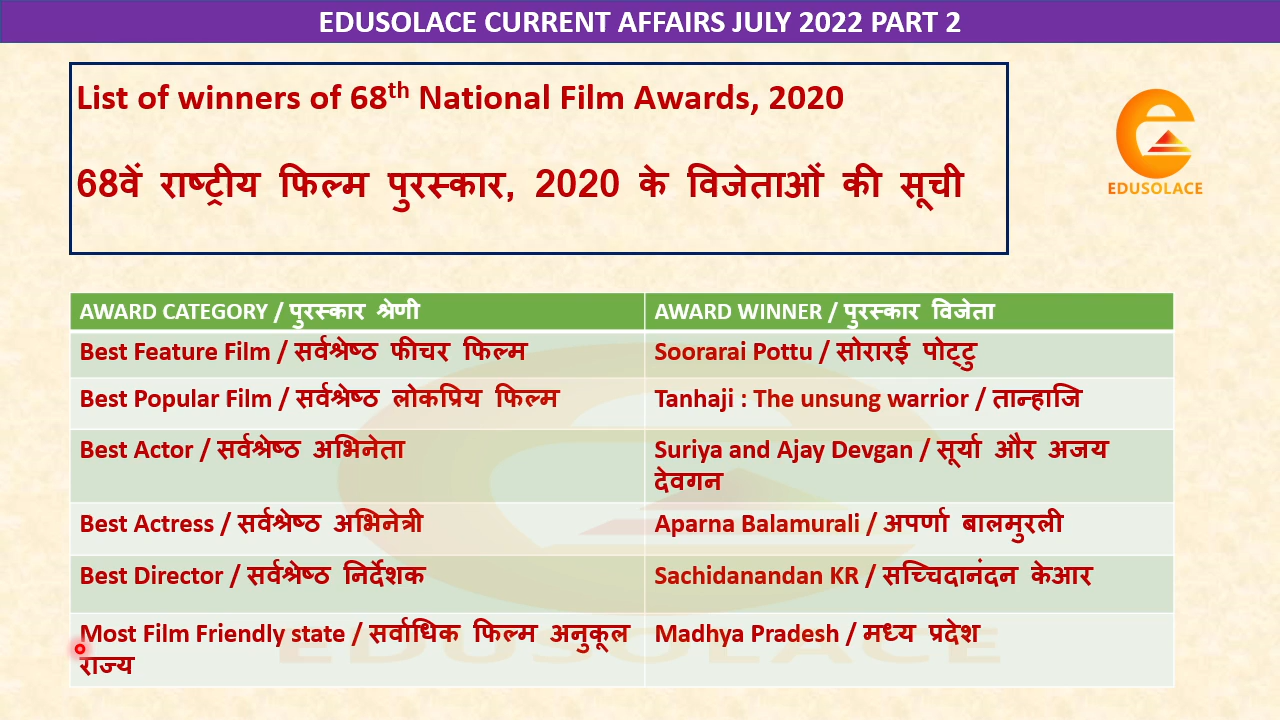 EDUSOLACE CURRENT AFFAIRS JULY 2022 PART 2
List of winners of 68th National Film Awards, 2020
68वें राष्ट्रीय फिल्म पुरस्कार, 2020 के विजेताओं की सूची
EDUSOLACE
AWARD CATEGORY / पुरस्कार श्रेणी AWARD WINNER / पुरस्कार विजेता
Best Feature Film / सर्वश्रेष्ठ फीचर फिल्म Soorarai Pottu / सोरारई पोट्टु
Best Popular Film / सर्वश्रेष्ठ लोकप्रिय फिल्म Tanhaji : The unsung warrior / तान्हाजि
Best Actor / सर्वश्रेष्ठ अभिनेता Suriya and Ajay Devgan / सूर्या और अजय
देवगन
Best Actress / सर्वश्रेष्ठ अभिनेत्री Aparna Balamurali / अपर्णा बालमुरली
Best Director / सर्वश्रेष्ठ निर्देशक Sachidanandan KR / सच्चिदानंदन केआर
Most Film Friendly state / सर्वाधिक फिल्म अनुकूल Madhya Pradesh / मध्य प्रदेश
राज्य
EDUSOLACE